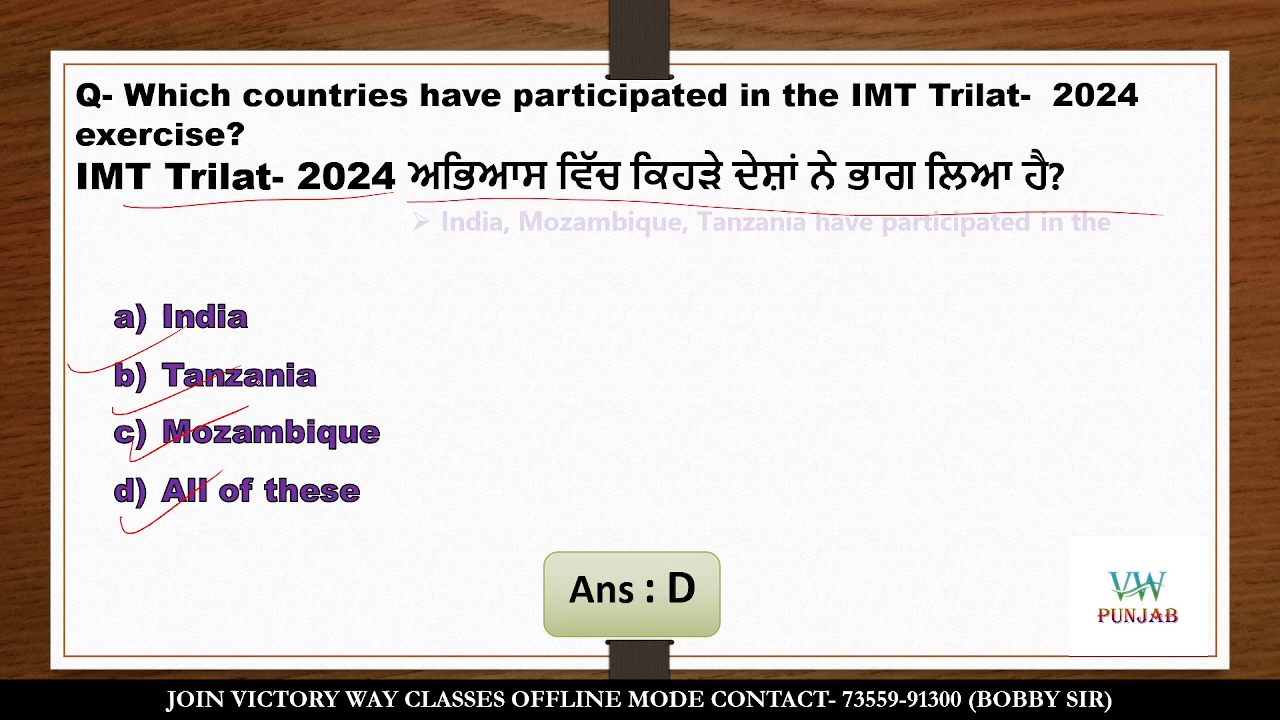 Q- Which countries have participated in the IMT Trilat- 2024
exercise?
IMT Trilat- 2024 ਅਭਿਆਸ ਵਿੱਚ ਕਿਹੜੇ ਦੇਸ਼ਾਂ ਨੇ ਭਾਗ ਲਿਆ ਹੈ?
➢ India, Mozambique, Tanzania have participated in the
a) India
b) Tanzania
c) Mozambique
d) All of these
Ans : D
VW
PUNJAB
JOIN VICTORY WAY CLASSES OFFLINE MODE CONTACT- 73559-91300 (BOBBY SIR)